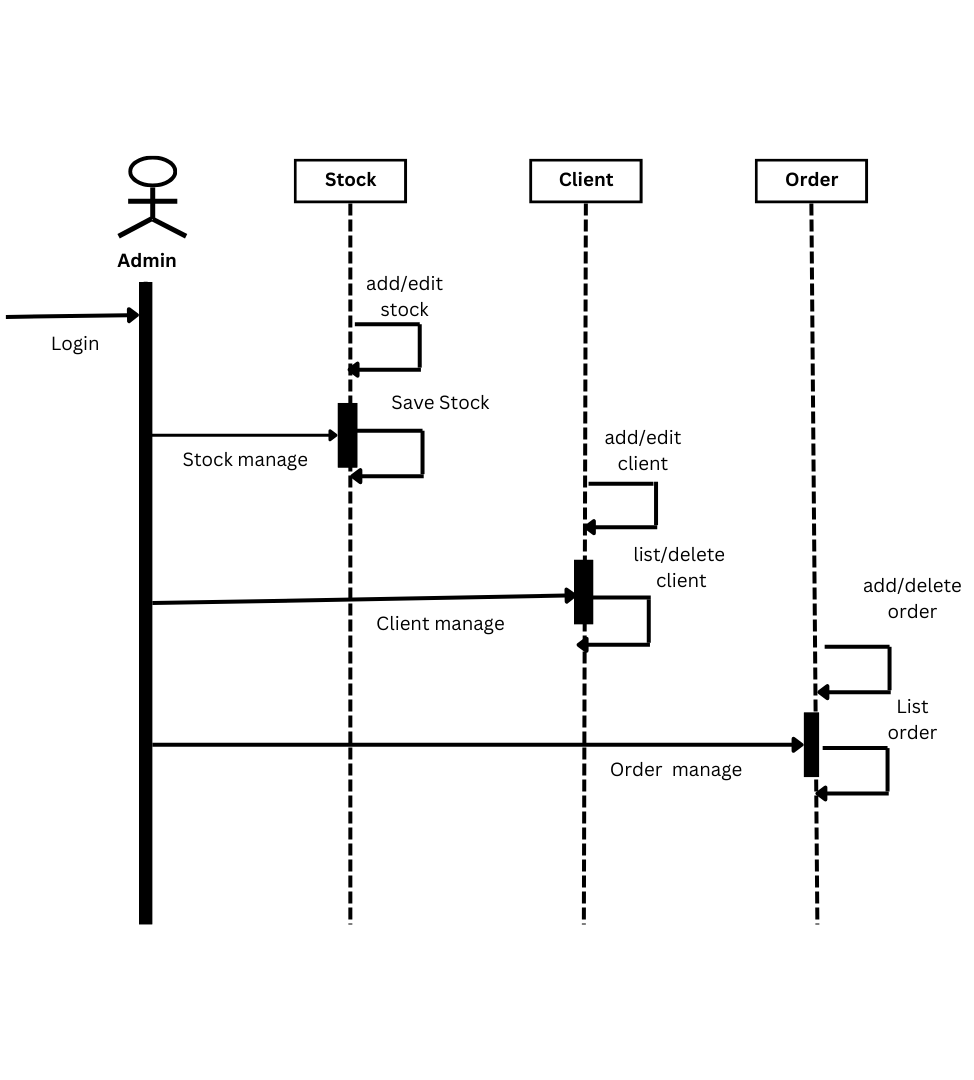 Stock
Client
Order
Admin
add/edit
stock
Login
Save Stock
Stock manage
add/edit
client
list/delete
client
Client manage
add/delete
order
List
order
Order  manage